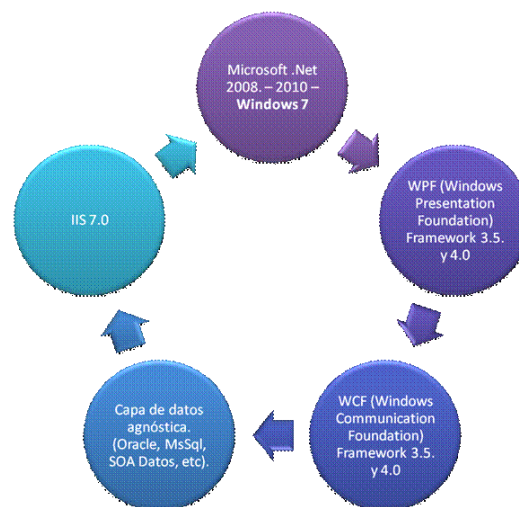 Microsoft .Net
2008. – 2010 –
Windows 7
WPF (Windows
Presentation
Foundation)
Framework 3.5.
y 4.0
WCF (Windows
Communication
Foundation)
Framework 3.5.
y 4.0
Capa de datos
agnóstica.
(Oracle, MsSql,
SOA Datos, etc).
IIS 7.0